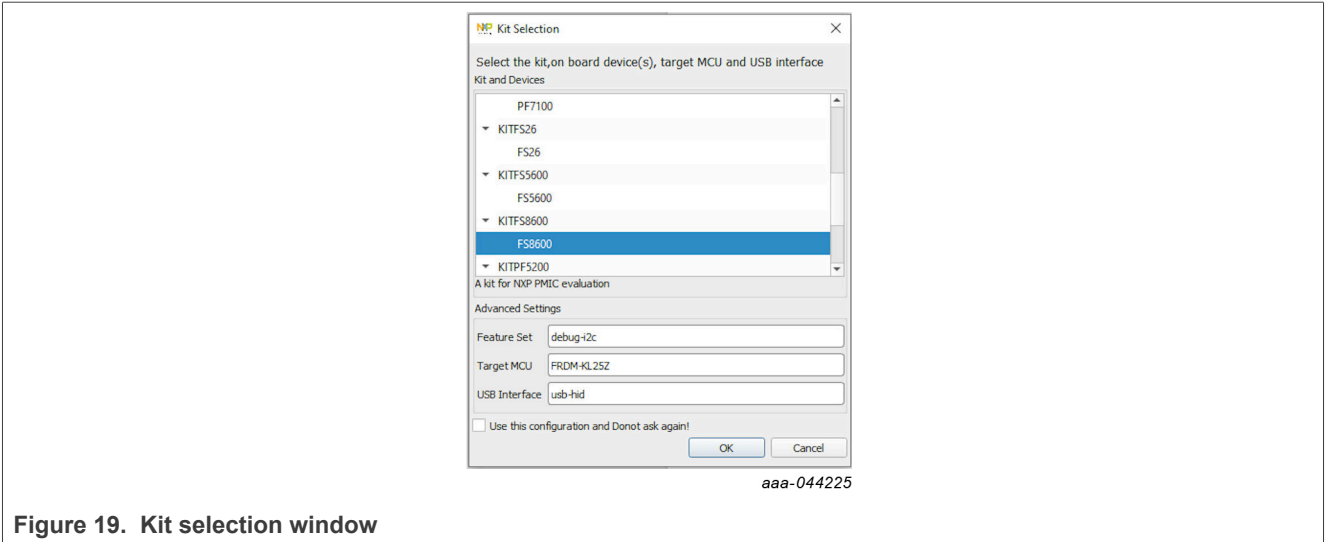 NXP Kit Selection
Select the kit,on board device(s), target MCU and USB interface
Kit and Devices
PF7100
KITFS26
FS26
KITFS5600
FS5600
KITFS8600
FS8600
KITPF5200
A kit for NXP PMIC evaluation
Advanced Settings
Feature Set debug-i2c
Target MCU FRDM-KL25Z
USB Interface usb-hid
Use this configuration and Donot ask again!
OK Cancel
aaa-044225
Figure 19. Kit selection window